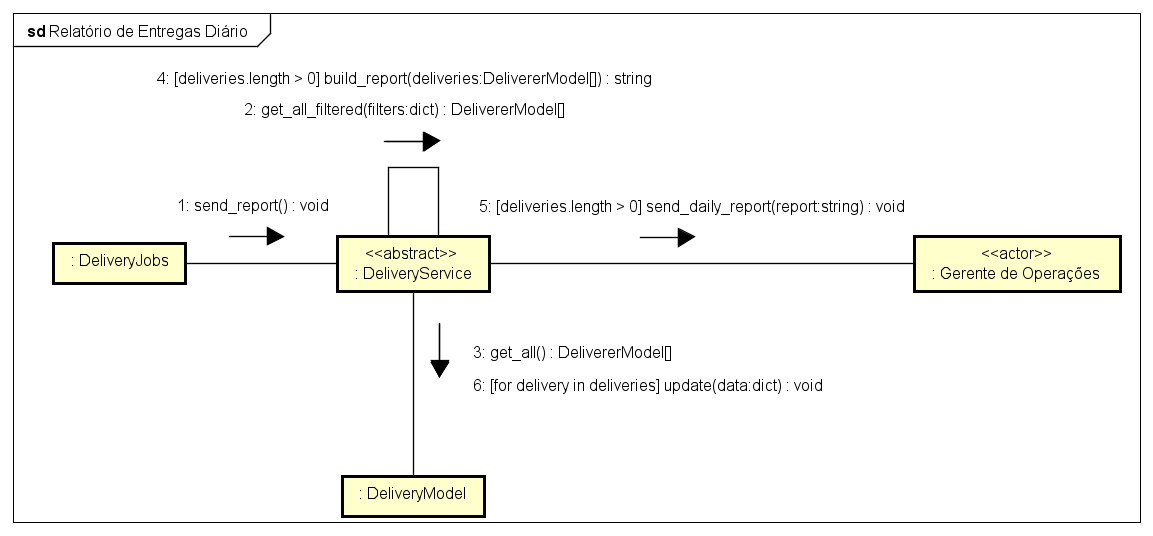 sd Relatório de Entregas Diário
4: [deliveries.length > 0] build_report(deliveries:DelivererModel[]) : string
2: get_all_filtered(filters:dict) : DelivererModel[]
1: send_report() : void
5: [deliveries.length > 0] send_daily_report(report:string) : void
: DeliveryJobs
<<abstract>>
: DeliveryService
<<actor>>
: Gerente de Operações
3: get_all() : DelivererModel[]
6: [for delivery in deliveries] update(data:dict) : void
: DeliveryModel